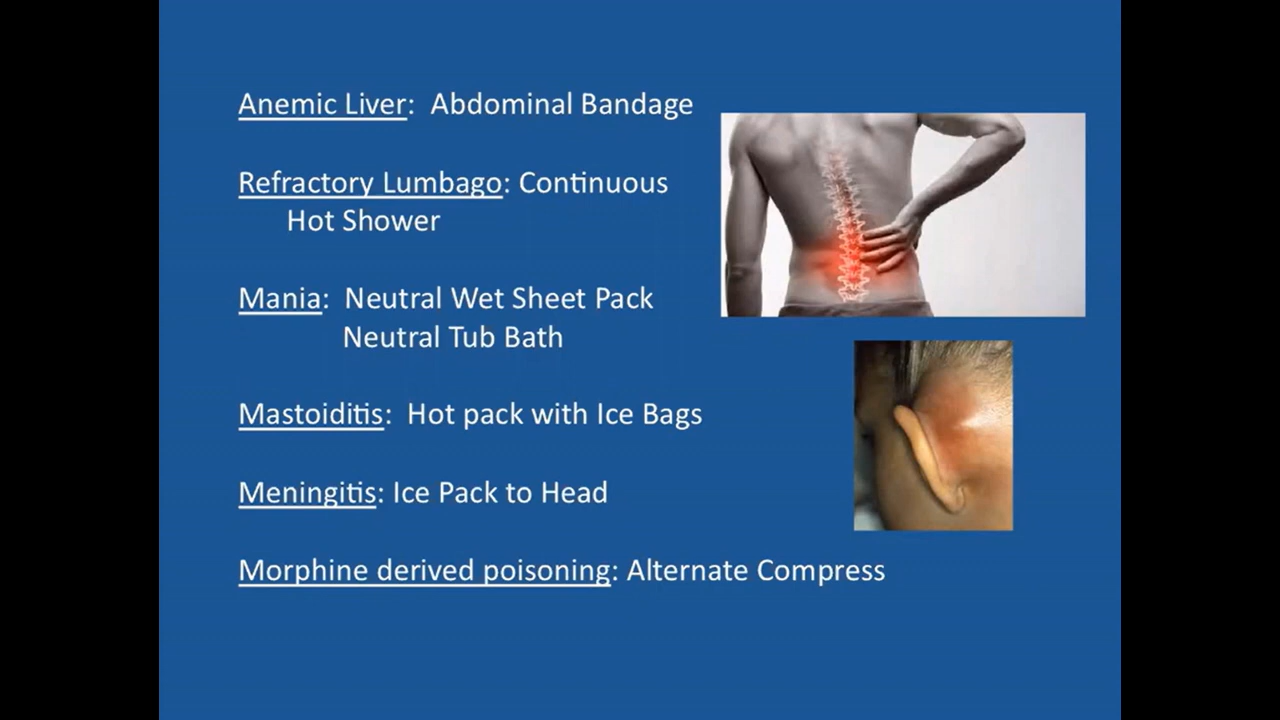 Anemic Liver: Abdominal Bandage
Refractory Lumbago: Continuous
Hot Shower
Mania: Neutral Wet Sheet Pack
Neutral Tub Bath
Mastoiditis: Hot pack with Ice Bags
Meningitis: Ice Pack to Head
Morphine derived poisoning: Alternate Compress